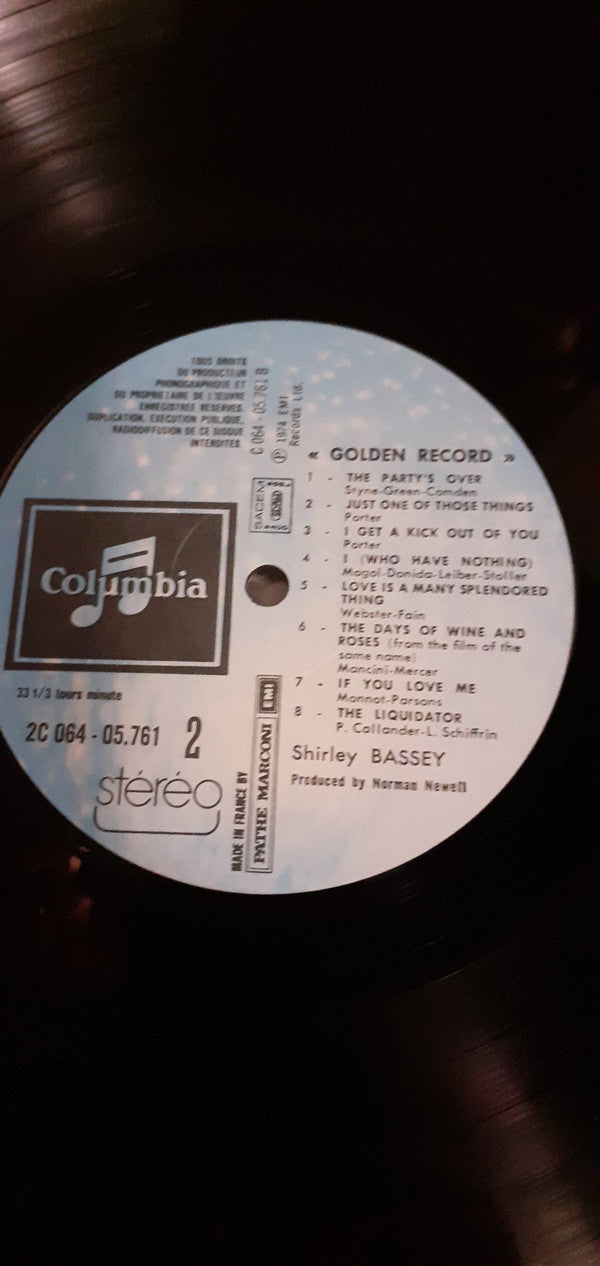 TOUS DROITS
DU PRODUCTEUR
PHONOGRAPHIQUE ET
DU PROPRIETAIRE DE L'ŒUVRE
ENREGISTREE RESERVES.
DUPLICATION, EXECUTION PUBLIQUE,
RADIODIFFUSION DE CE DISQUE
INTERDITES
C 064 - 05.761 B
Ⓟ 1974 EMI
Records Ltd.
SACEM
« GOLDEN RECORD »
1 - THE PARTY'S OVER
Styne-Green-Comden
2 - JUST ONE OF THOSE THINGS
Porter
3 - I GET A KICK OUT OF YOU
Porter
4 - I (WHO HAVE NOTHING)
Mogol-Donida-Leiber-Stoller
5 - LOVE IS A MANY SPLENDORED
THING
Webster-Fain
6 - THE DAYS OF WINE AND
ROSES (from the film of the
same name)
Mancini-Mercer
7 - IF YOU LOVE ME
Monnot-Parsons
8 - THE LIQUIDATOR
P. Callander-L. Schiffrin
Shirley BASSEY
Produced by Norman Newell
Columbia
33 1/3 tours minute
2C 064 - 05.761 2
stéréo
MADE IN FRANCE BY
PATHE MARCONI EMI